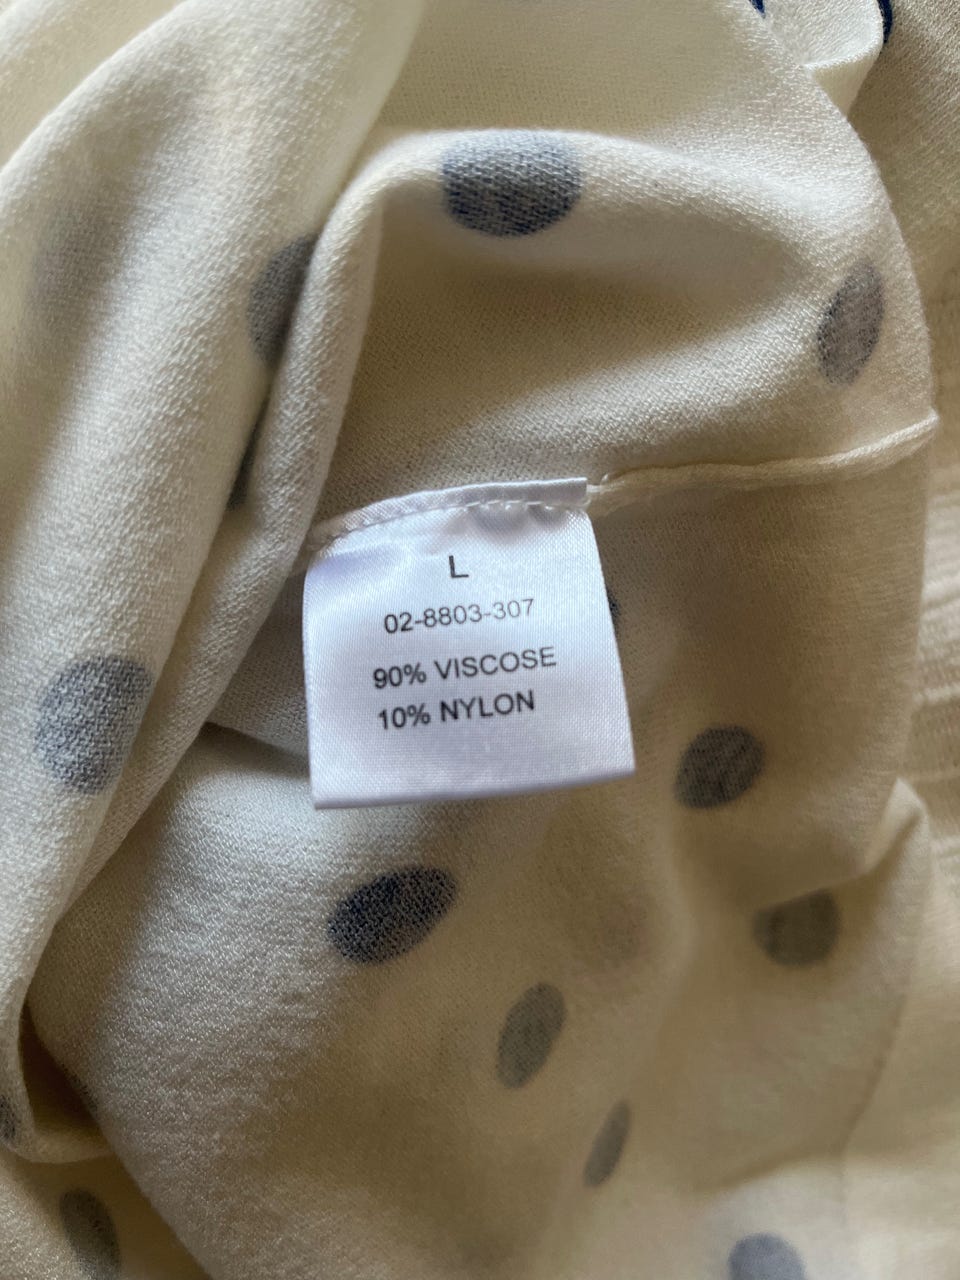 L
02-8803-307
90% VISCOSE
10% NYLON